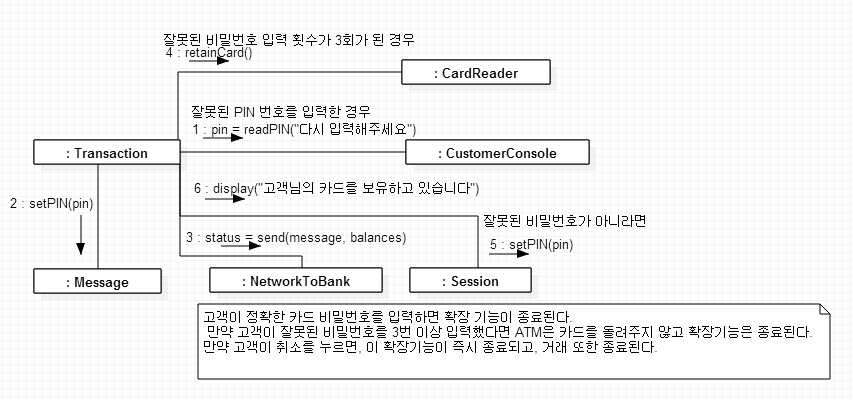 잘못된 비밀번호 입력 횟수가 3회가 된 경우
4 : retainCard()
: CardReader
잘못된 PIN 번호를 입력한 경우
1 : pin = readPIN("다시 입력해주세요")
: Transaction
: CustomerConsole
6 : display("고객님의 카드를 보유하고 있습니다")
2 : setPIN(pin)
잘못된 비밀번호가 아니라면
3 : status = send(message, balances)
5 : setPIN(pin)
: Message
: NetworkToBank
: Session
고객이 정확한 카드 비밀번호를 입력하면 확장 기능이 종료된다.
만약 고객이 잘못된 비밀번호를 3번 이상 입력했다면 ATM은 카드를 돌려주지 않고 확장기능은 종료된다.
만약 고객이 취소를 누르면, 이 확장기능이 즉시 종료되고, 거래 또한 종료된다.